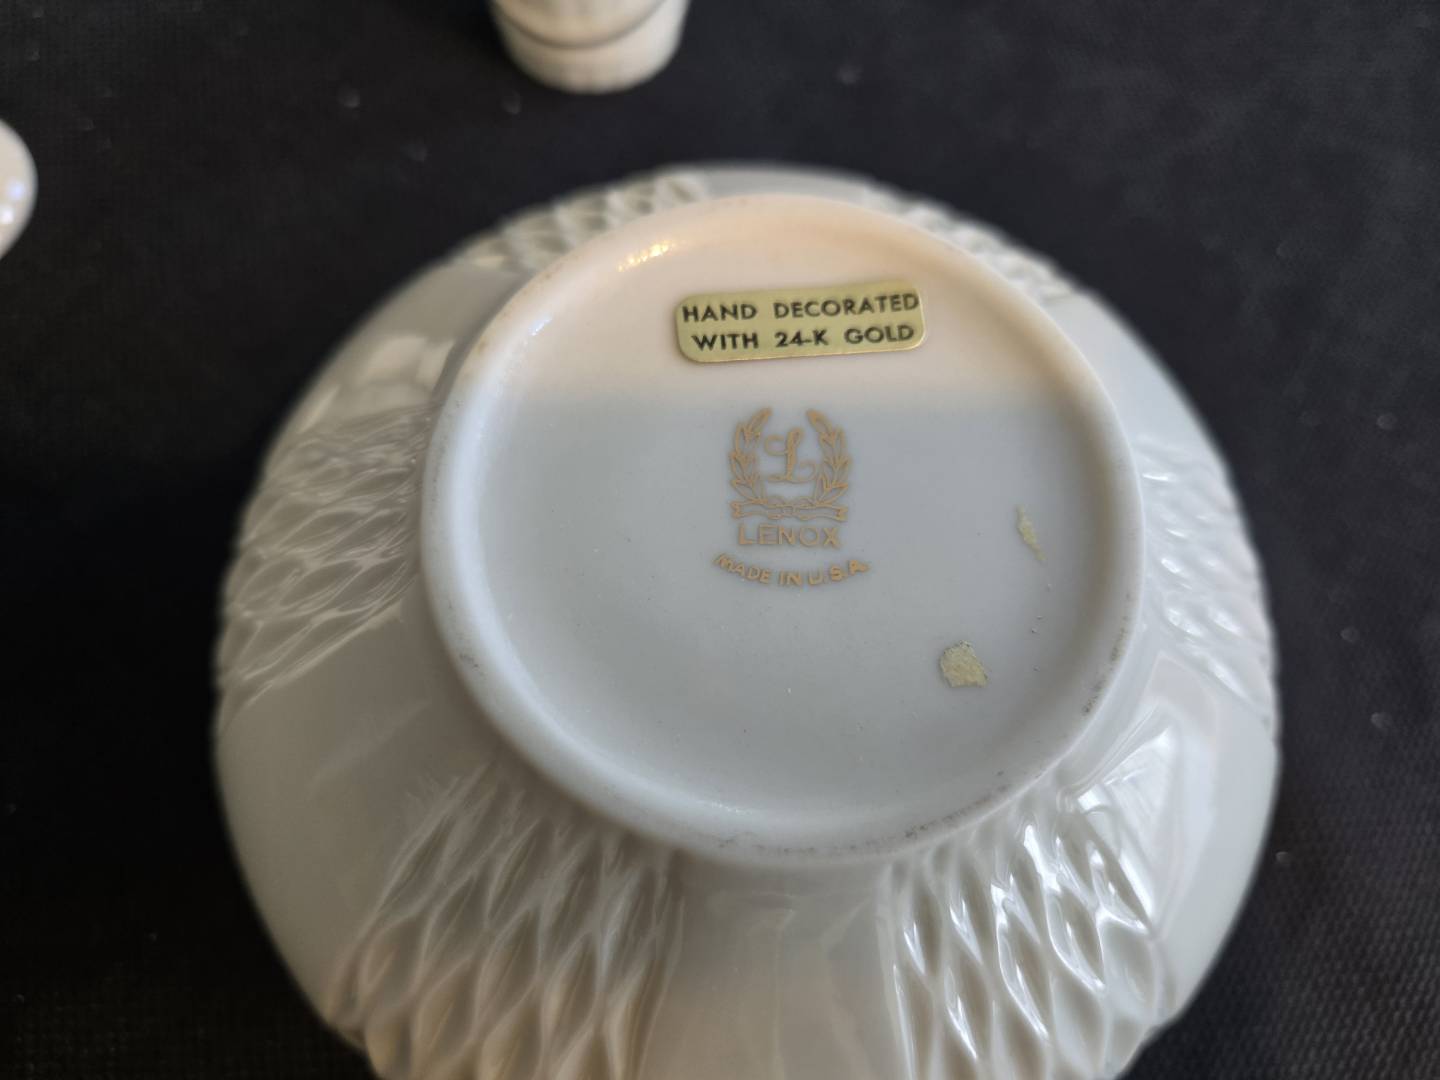 HAND DECORATED
WITH 24-K GOLD
L
LENOX
MADE IN U.S.A.